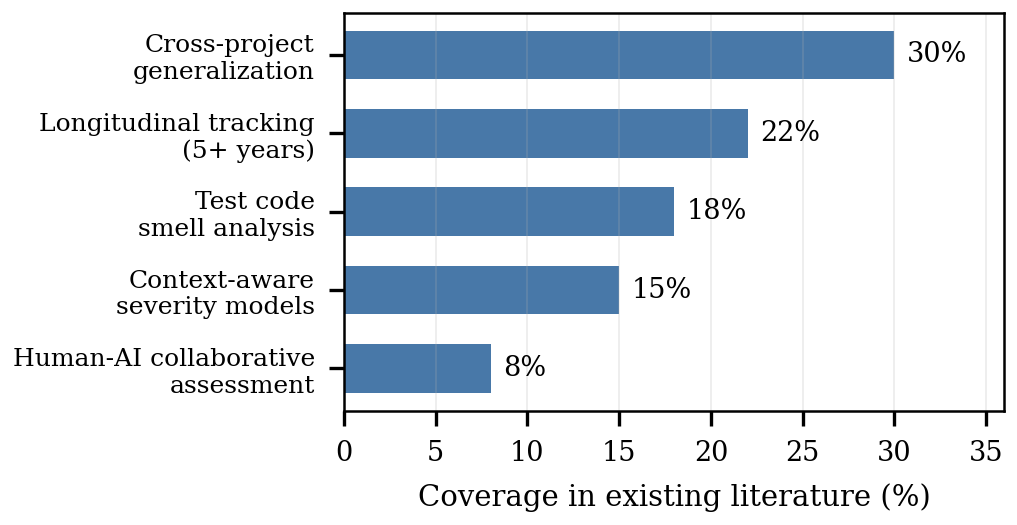 Cross-project
generalization
30%
Longitudinal tracking
(5+ years)
22%
Test code
smell analysis
18%
Context-aware
severity models
15%
Human-AI collaborative
assessment
8%
0 5 10 15 20 25 30 35
Coverage in existing literature (%)